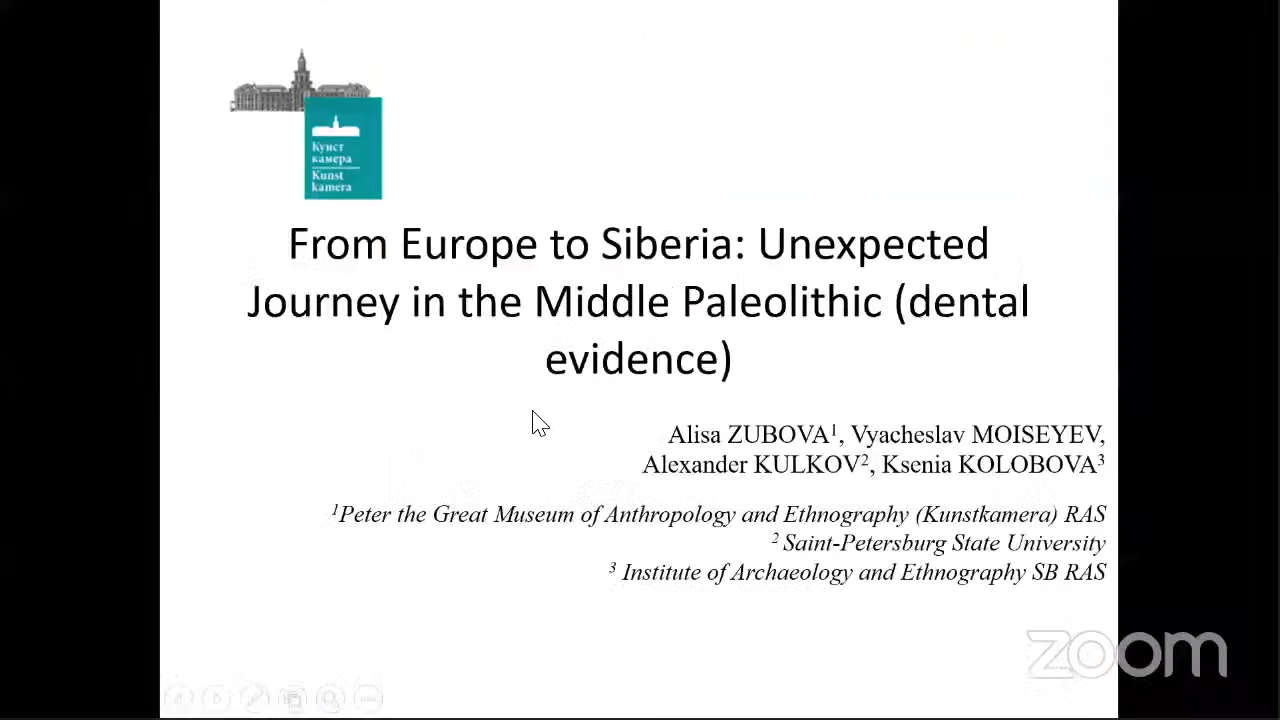 Кунст
камера
Kunst
kamera
From Europe to Siberia: Unexpected
Journey in the Middle Paleolithic (dental
evidence)
Alisa ZUBOVA¹, Vyacheslav MOISEYEV,
Alexander KULKOV², Ksenia KOLOBOVA³
¹Peter the Great Museum of Anthropology and Ethnography (Kunstkamera) RAS
² Saint-Petersburg State University
³ Institute of Archaeology and Ethnography SB RAS
zoom